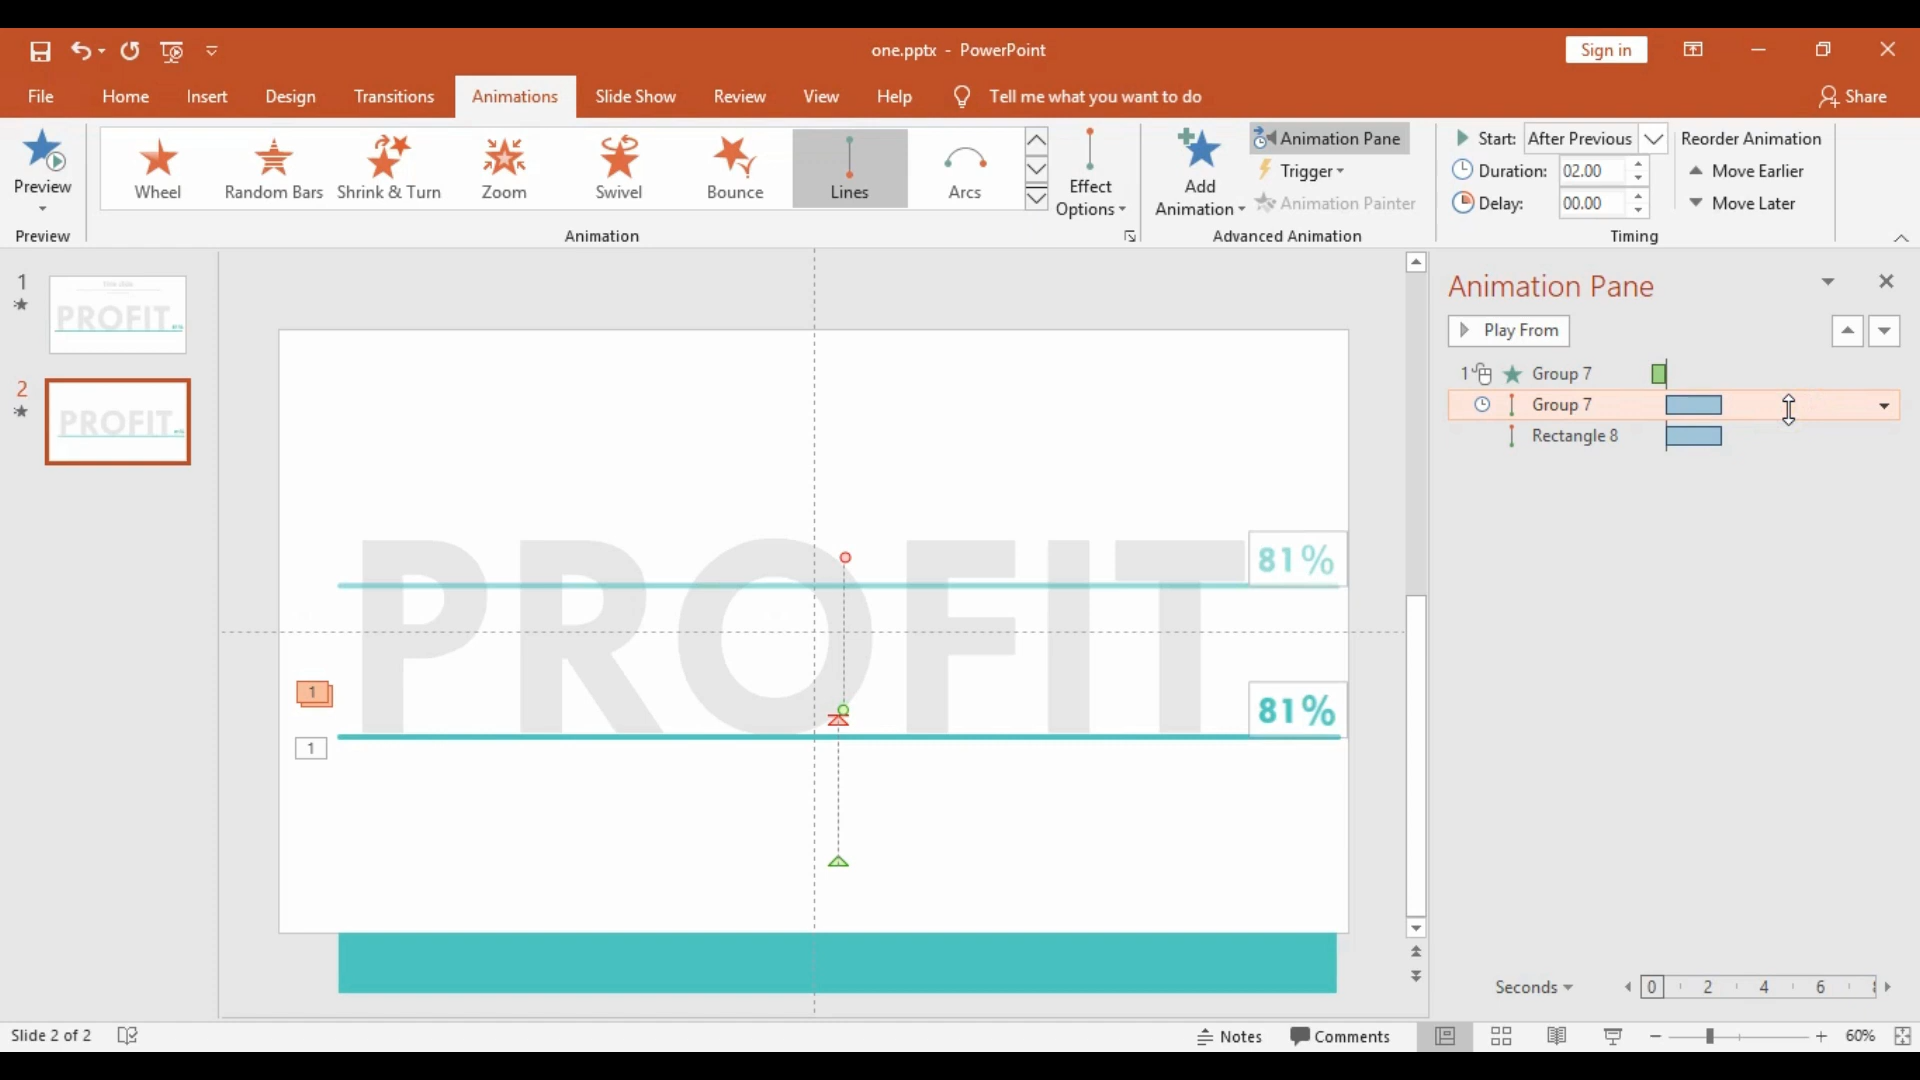 one.pptx - PowerPoint
Sign in
File Home Insert Design Transitions Animations Slide Show Review View Help Tell me what you want to do Share
Preview
Wheel Random Bars Shrink & Turn Zoom Swivel Bounce Lines Arcs
Effect Options
Add Animation
Animation Pane
Trigger
Animation Painter
Start: After Previous
Duration: 02.00
Delay: 00.00
Reorder Animation
Move Earlier
Move Later
Preview Animation Advanced Animation Timing
1
PROFIT
2
PROFIT
PROFIT
81%
81%
1
1
Animation Pane
Play From
1 Group 7
Group 7
Rectangle 8
Seconds 0 2 4 6
Slide 2 of 2
Notes Comments 60%